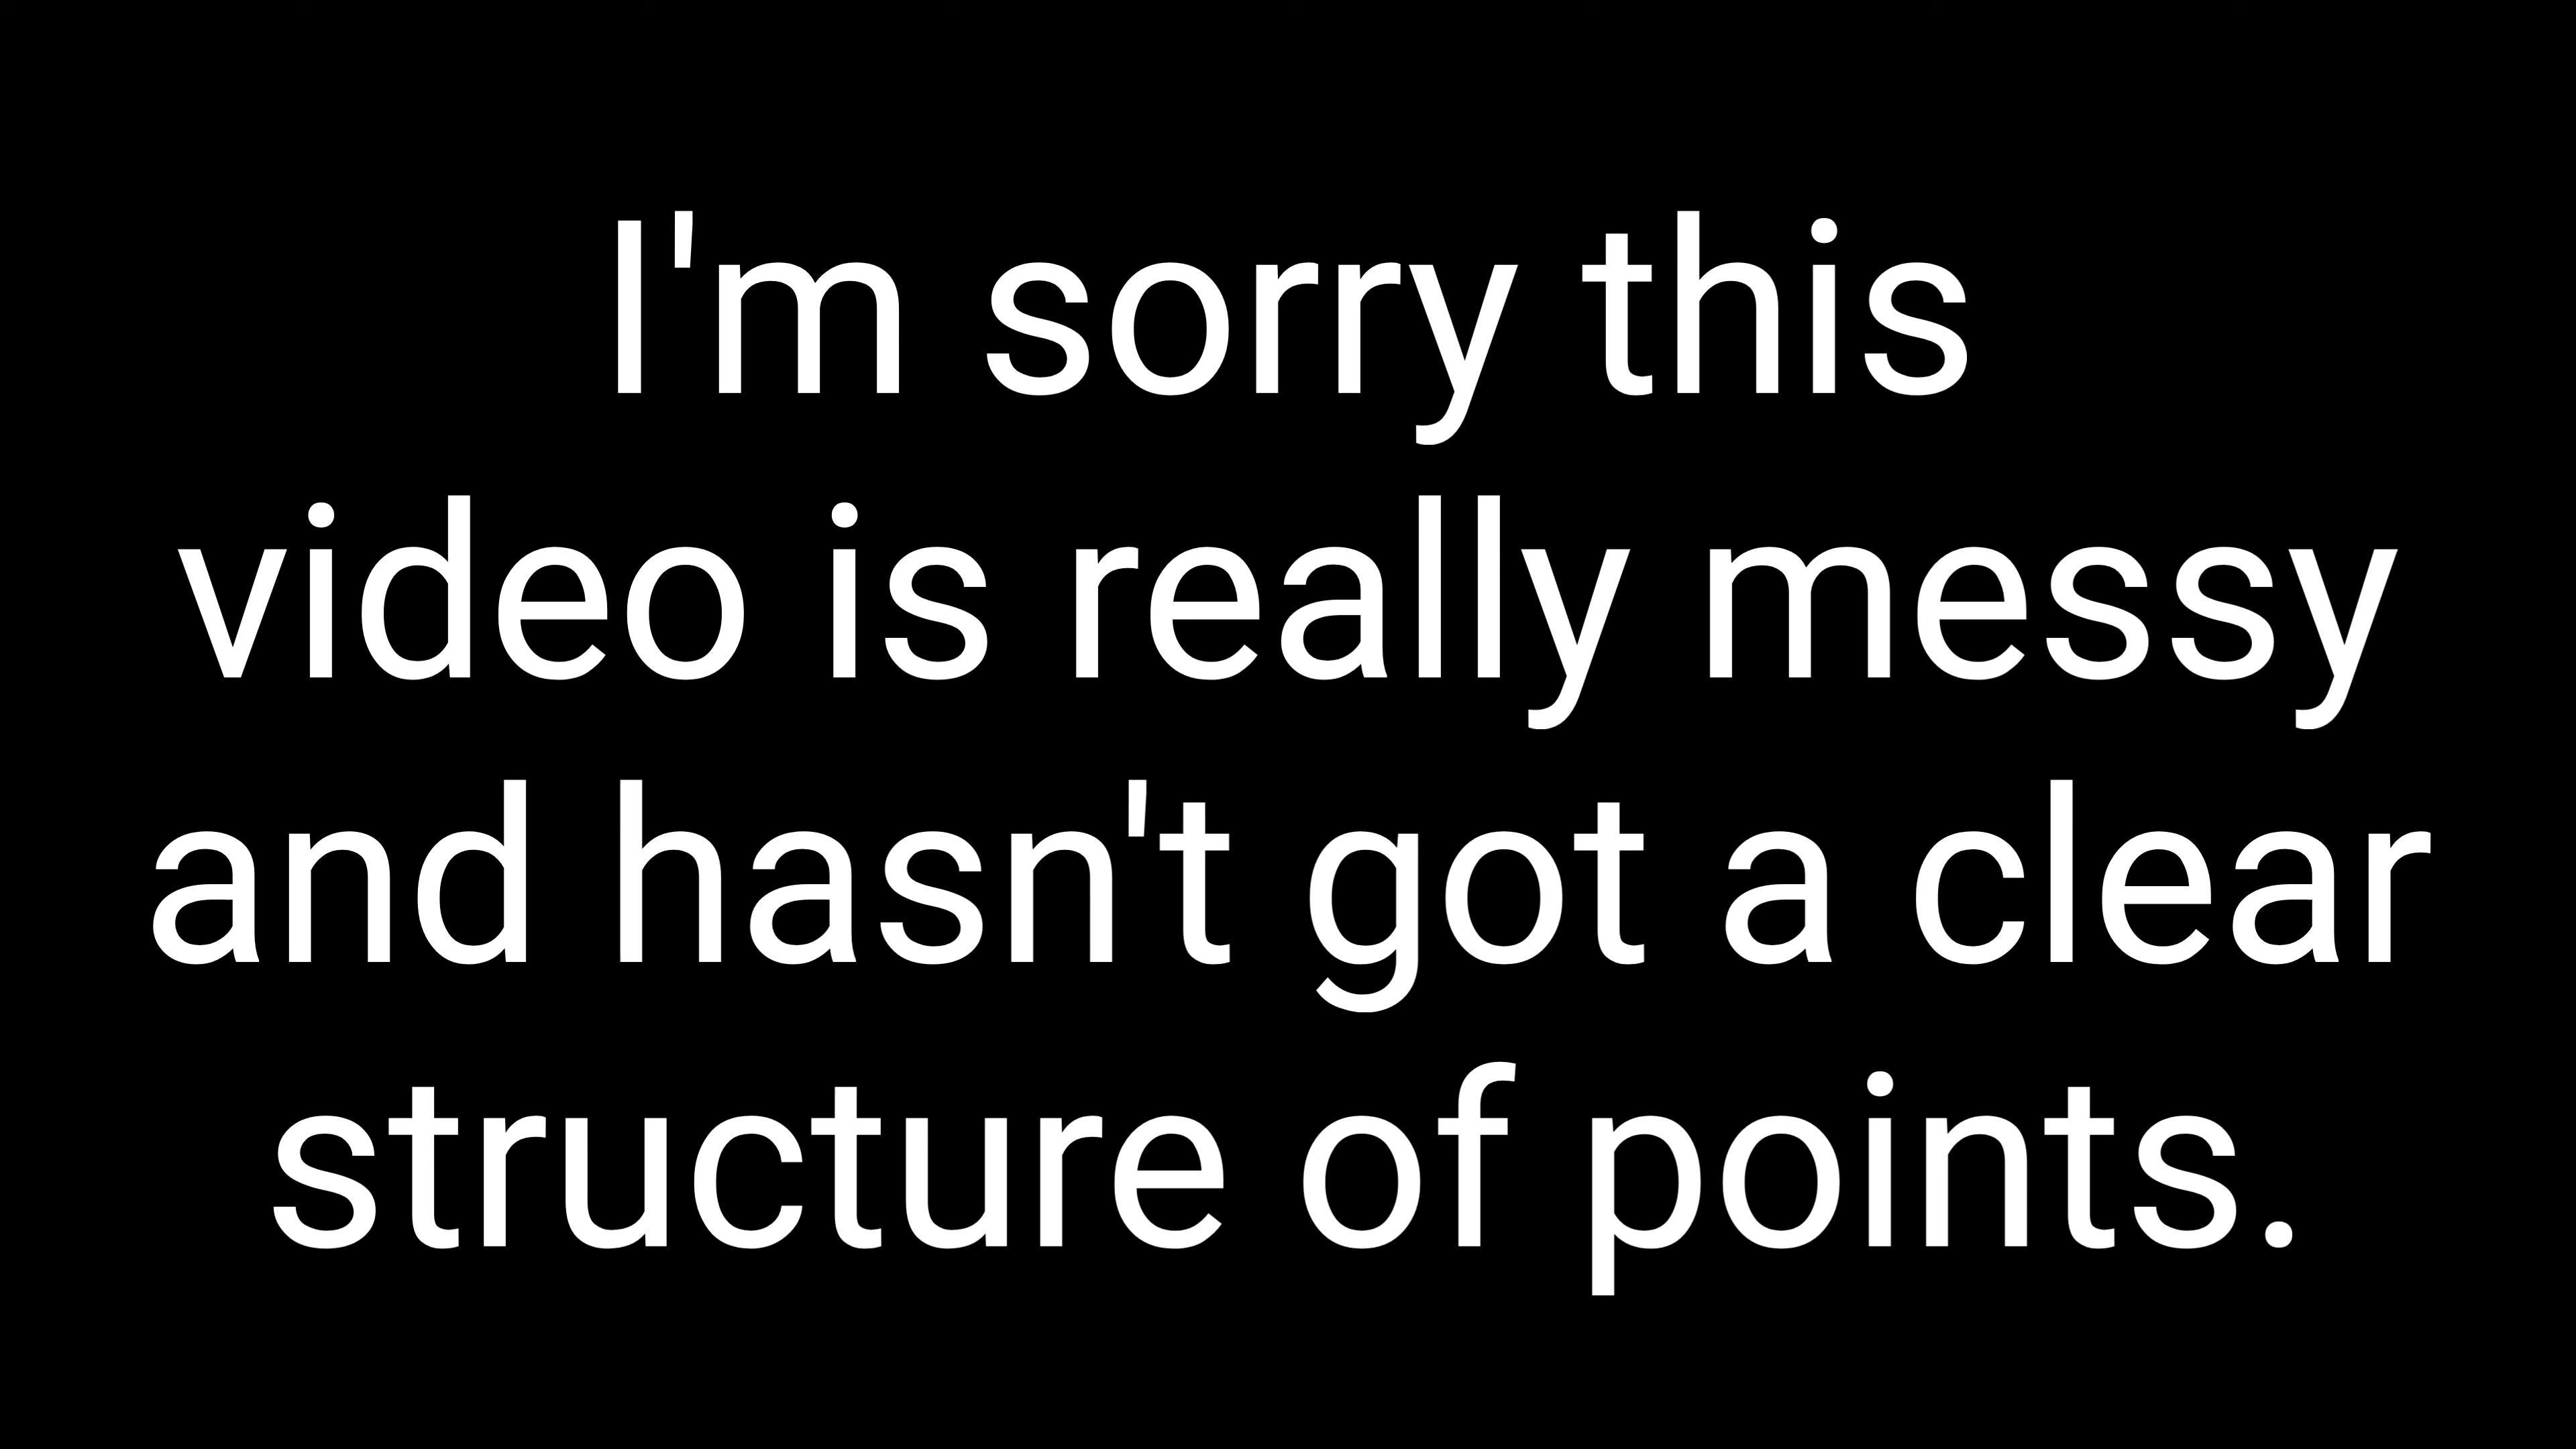 I'm sorry this
video is really messy
and hasn't got a clear
structure of points.